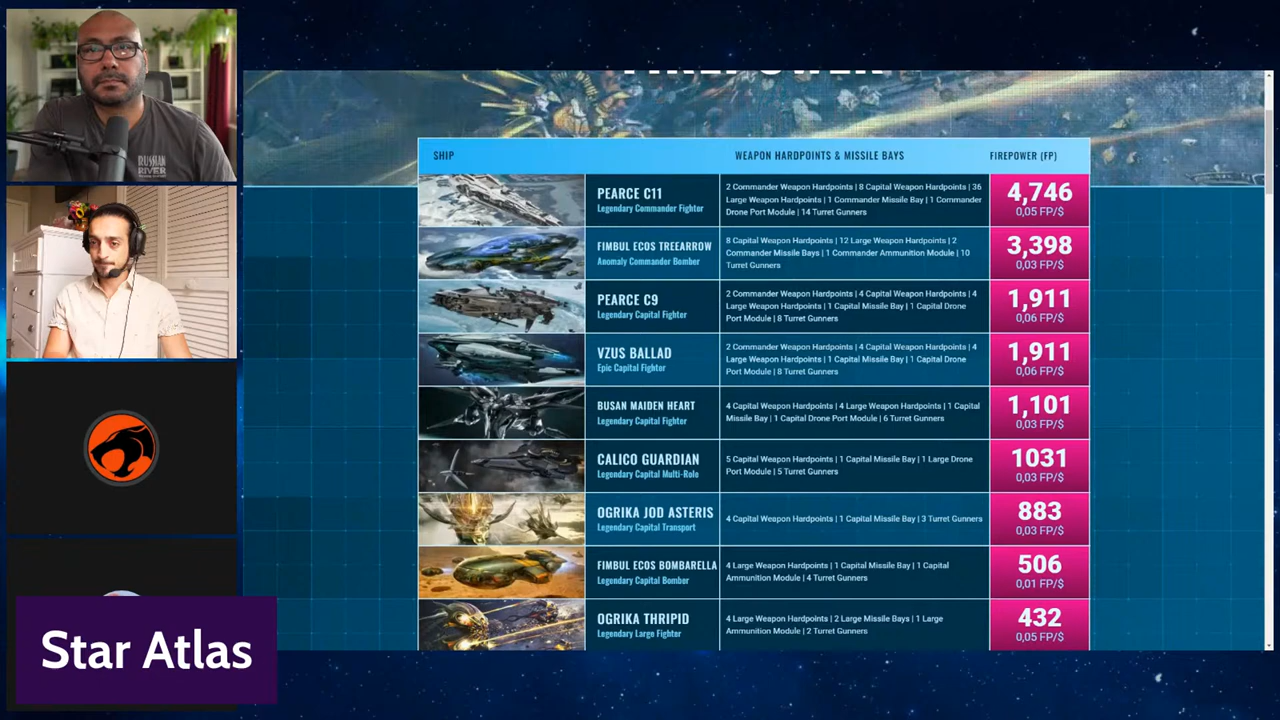 FIREPOWER
SHIP
WEAPON HARDPOINTS & MISSILE BAYS
FIREPOWER (FP)
PEARCE C11
Legendary Commander Fighter
2 Commander Weapon Hardpoints | 8 Capital Weapon Hardpoints | 36
Large Weapon Hardpoints | 1 Commander Missile Bay | 1 Commander
Drone Port Module | 14 Turret Gunners
4,746
0,05 FP/$
FIMBUL ECOS TREEARROW
Anomaly Commander Bomber
8 Capital Weapon Hardpoints | 12 Large Weapon Hardpoints | 2
Commander Missile Bays | 1 Commander Ammunition Module | 10
Turret Gunners
3,398
0,03 FP/$
PEARCE C9
Legendary Capital Fighter
2 Commander Weapon Hardpoints | 4 Capital Weapon Hardpoints | 4
Large Weapon Hardpoints | 1 Capital Missile Bay | 1 Capital Drone
Port Module | 8 Turret Gunners
1,911
0,06 FP/$
VZUS BALLAD
Epic Capital Fighter
2 Commander Weapon Hardpoints | 4 Capital Weapon Hardpoints | 4
Large Weapon Hardpoints | 1 Capital Missile Bay | 1 Capital Drone
Port Module | 8 Turret Gunners
1,911
0,06 FP/$
BUSAN MAIDEN HEART
Legendary Capital Fighter
4 Capital Weapon Hardpoints | 4 Large Weapon Hardpoints | 1 Capital
Missile Bay | 1 Capital Drone Port Module | 6 Turret Gunners
1,101
0,03 FP/$
CALICO GUARDIAN
Legendary Capital Multi-Rolo
5 Capital Weapon Hardpoints | 1 Capital Missile Bay | 1 Large Drone
Port Module | 5 Turret Gunners
1031
0,03 FP/$
OGRIKA JOD ASTERIS
Legendary Capital Transport
4 Capital Weapon Hardpoints | 1 Capital Missile Bay | 3 Turret Gunners
883
0,03 FP/$
FIMBUL ECOS BOMBARELLA
Legendary Capital Bomber
4 Large Weapon Hardpoints | 1 Capital Missile Bay | 1 Capital
Ammunition Module | 4 Turret Gunners
506
0,01 FP/$
OGRIKA THRIPID
Legendary Large Fighter
4 Large Weapon Hardpoints | 2 Large Missile Bays | 1 Large
Ammunition Module | 2 Turret Gunners
432
0,05 FP/$
RUSSIAN
RIVER
Star Atlas